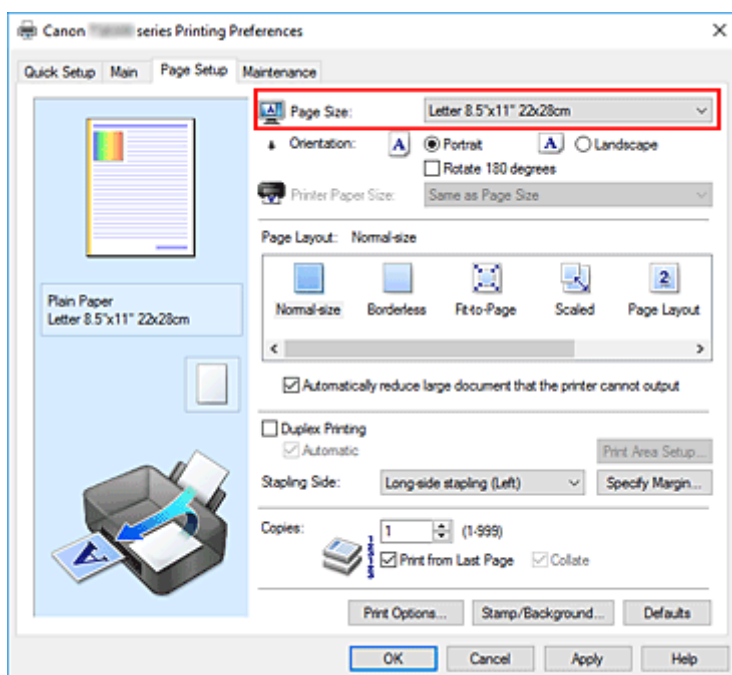 Canon series Printing Preferences
Quick Setup Main Page Setup Maintenance
Page Size: Letter 8.5"x11" 22x28cm
Orientation: A Portrait A Landscape
Rotate 180 degrees
Printer Paper Size: Same as Page Size
Page Layout: Normal-size
2
Normal-size Borderless Fit-to-Page Scaled Page Layout
Automatically reduce large document that the printer cannot output
Plain Paper
Letter 8.5"x11" 22x28cm
Duplex Printing
Automatic Print Area Setup...
Stapling Side: Long-side stapling (Left) Specify Margin...
Copies: 1 (1-999)
Print from Last Page Collate
A
Print Options... Stamp/Background... Defaults
OK Cancel Apply Help